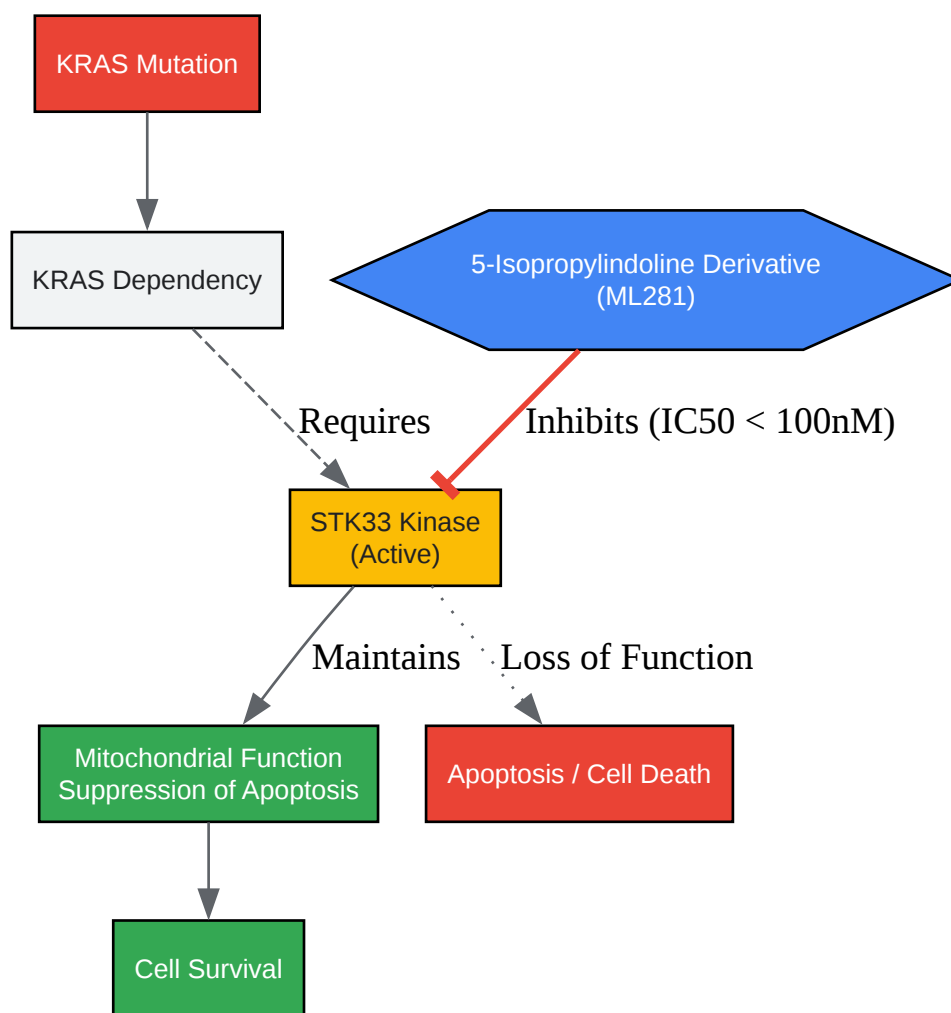 KRAS Mutation
KRAS Dependency
5-Isopropylindoline Derivative
(ML281)
Requires
Inhibits (IC50 < 100nM)
STK33 Kinase
(Active)
Maintains
Loss of Function
Mitochondrial Function
Suppression of Apoptosis
Apoptosis / Cell Death
Cell Survival